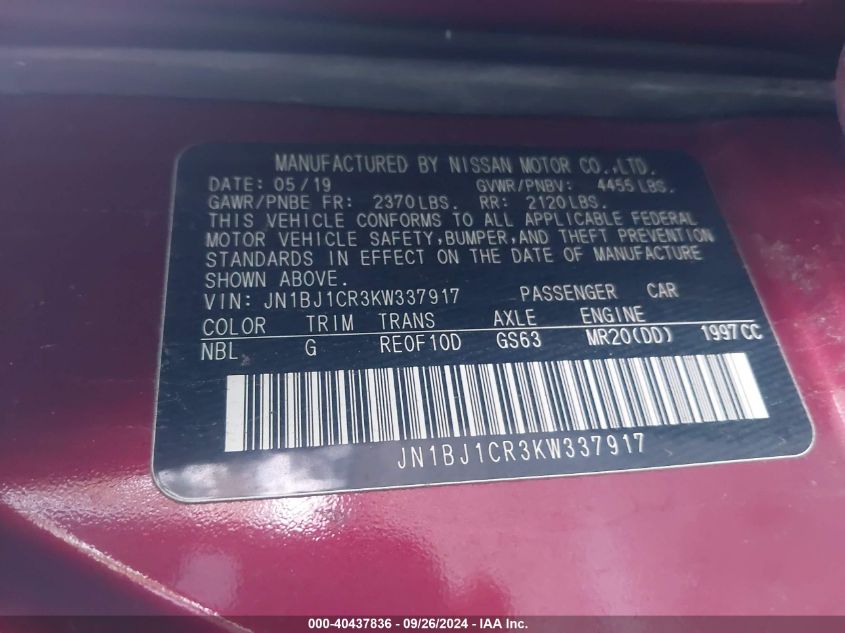 MANUFACTURED BY NISSAN MOTOR CO.,LTD.
DATE: 05/19 GVWR/PNBV: 4455 LBS.
GAWR/PNBE FR: 2370 LBS. RR: 2120 LBS.
THIS VEHICLE CONFORMS TO ALL APPLICABLE FEDERAL
MOTOR VEHICLE SAFETY,BUMPER,AND THEFT PREVENTION
STANDARDS IN EFFECT ON THE DATE OF MANUFACTURE
SHOWN ABOVE.
VIN: JN1BJ1CR3KW337917 PASSENGER CAR
COLOR TRIM TRANS AXLE ENGINE
NBL G RE0F10D GS63 MR20(DD) 1997CC
JN1BJ1CR3KW337917
000-40437836 - 09/26/2024 - IAA Inc.